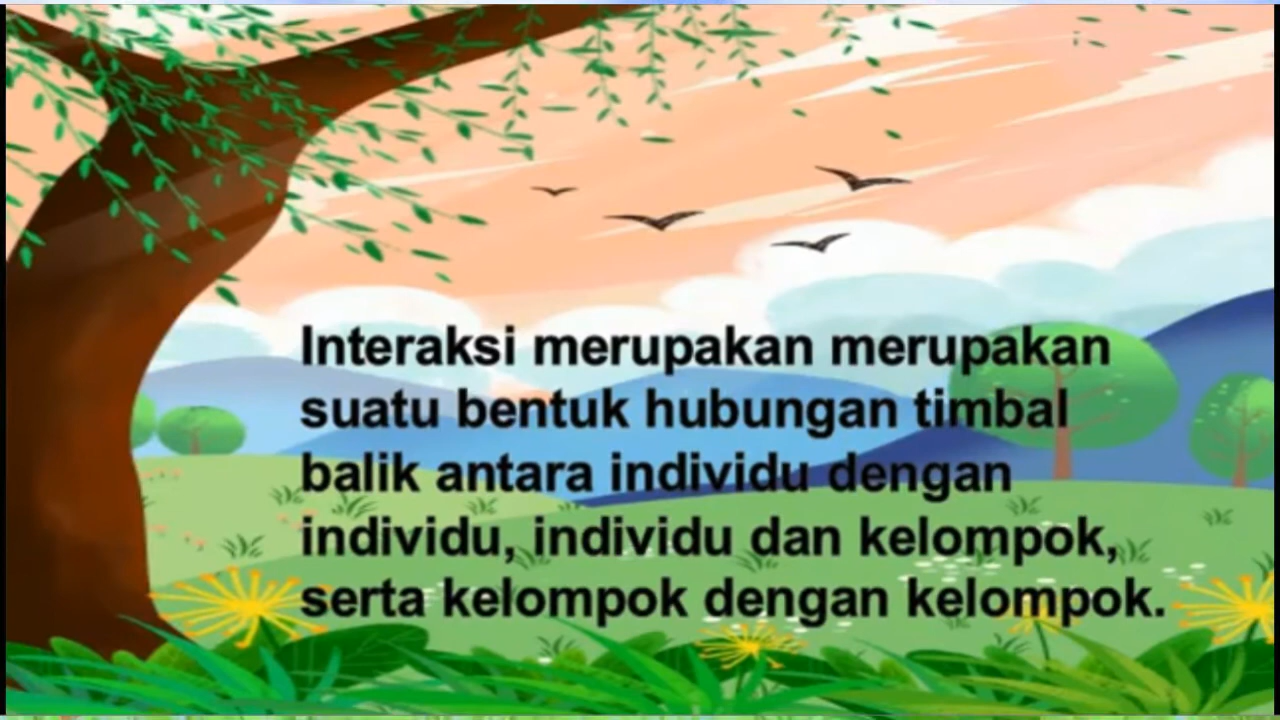 Interaksi merupakan merupakan
suatu bentuk hubungan timbal
balik antara individu dengan
individu, individu dan kelompok,
serta kelompok dengan kelompok.